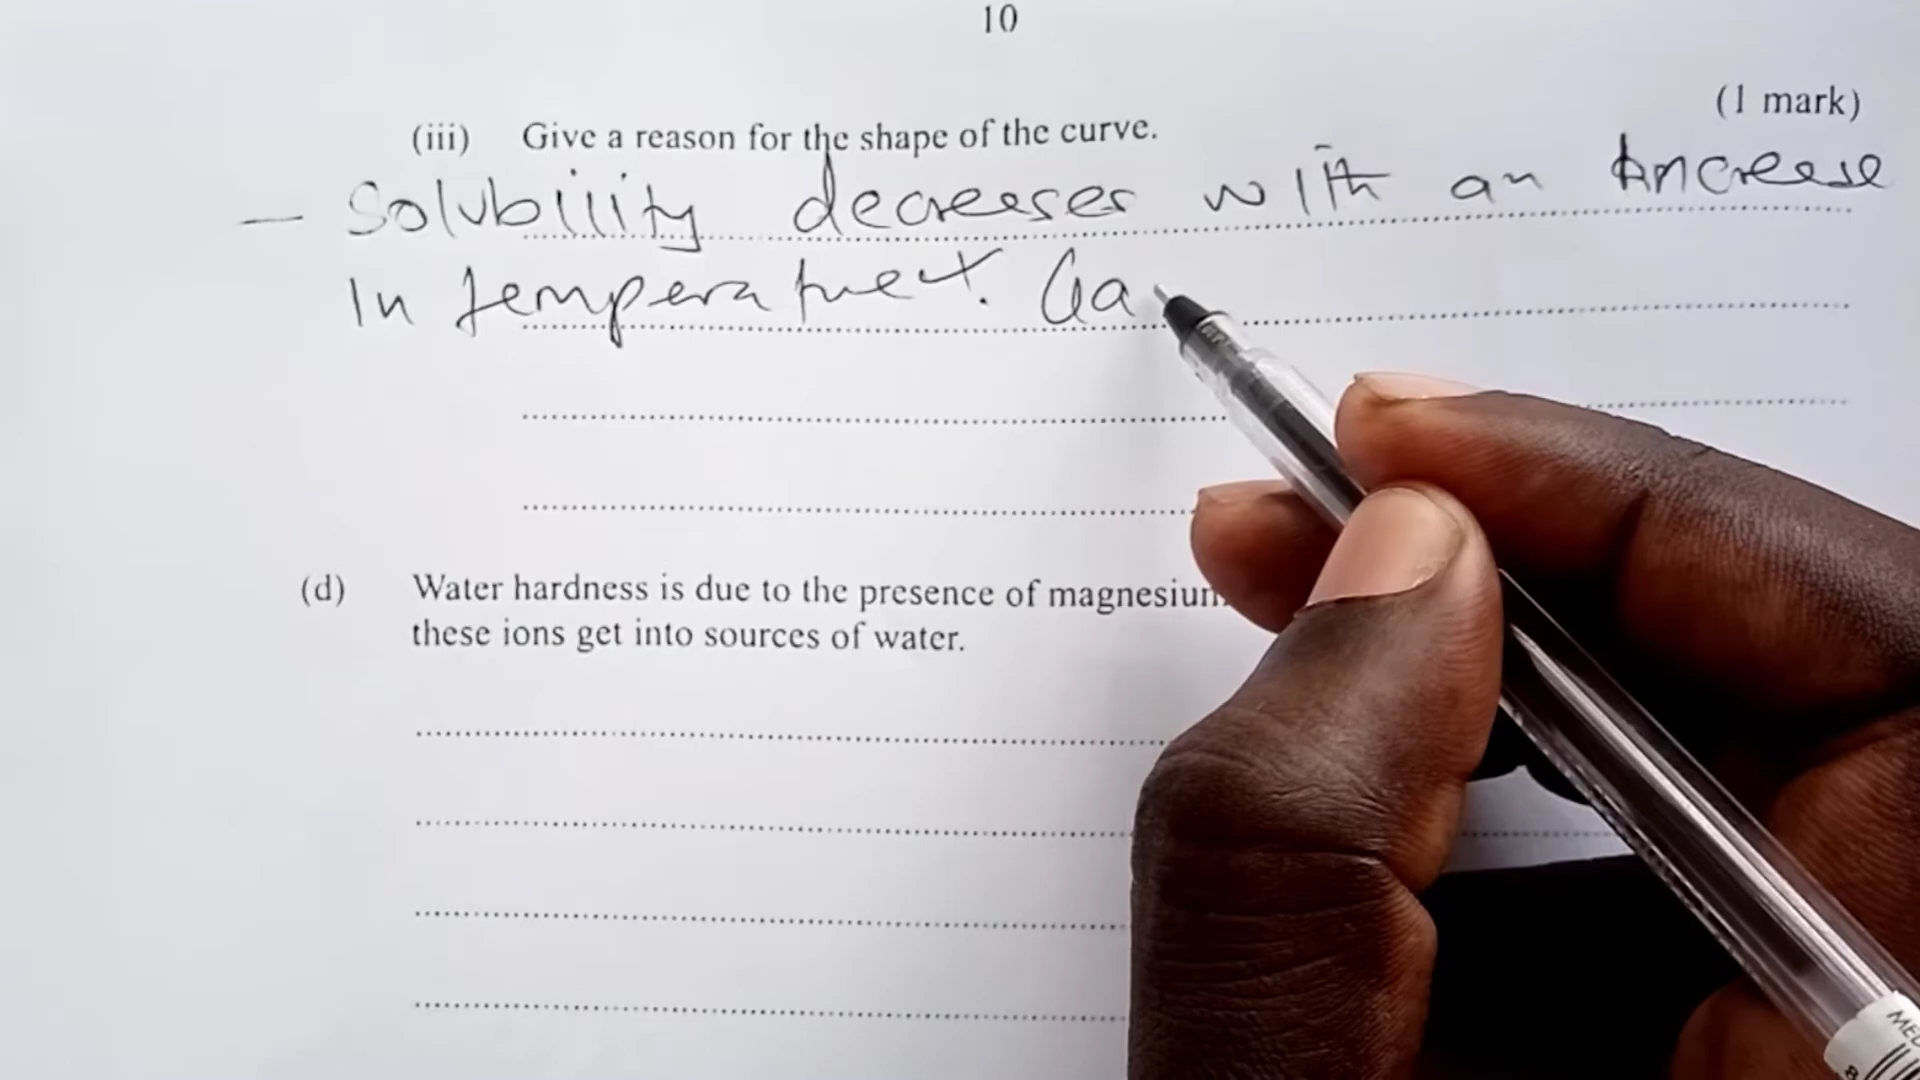 10
(1 mark)
(iii) Give a reason for the shape of the curve.
– Solubility decreases with an increase
in temperature. Ga
(d) Water hardness is due to the presence of magnesium
these ions get into sources of water.